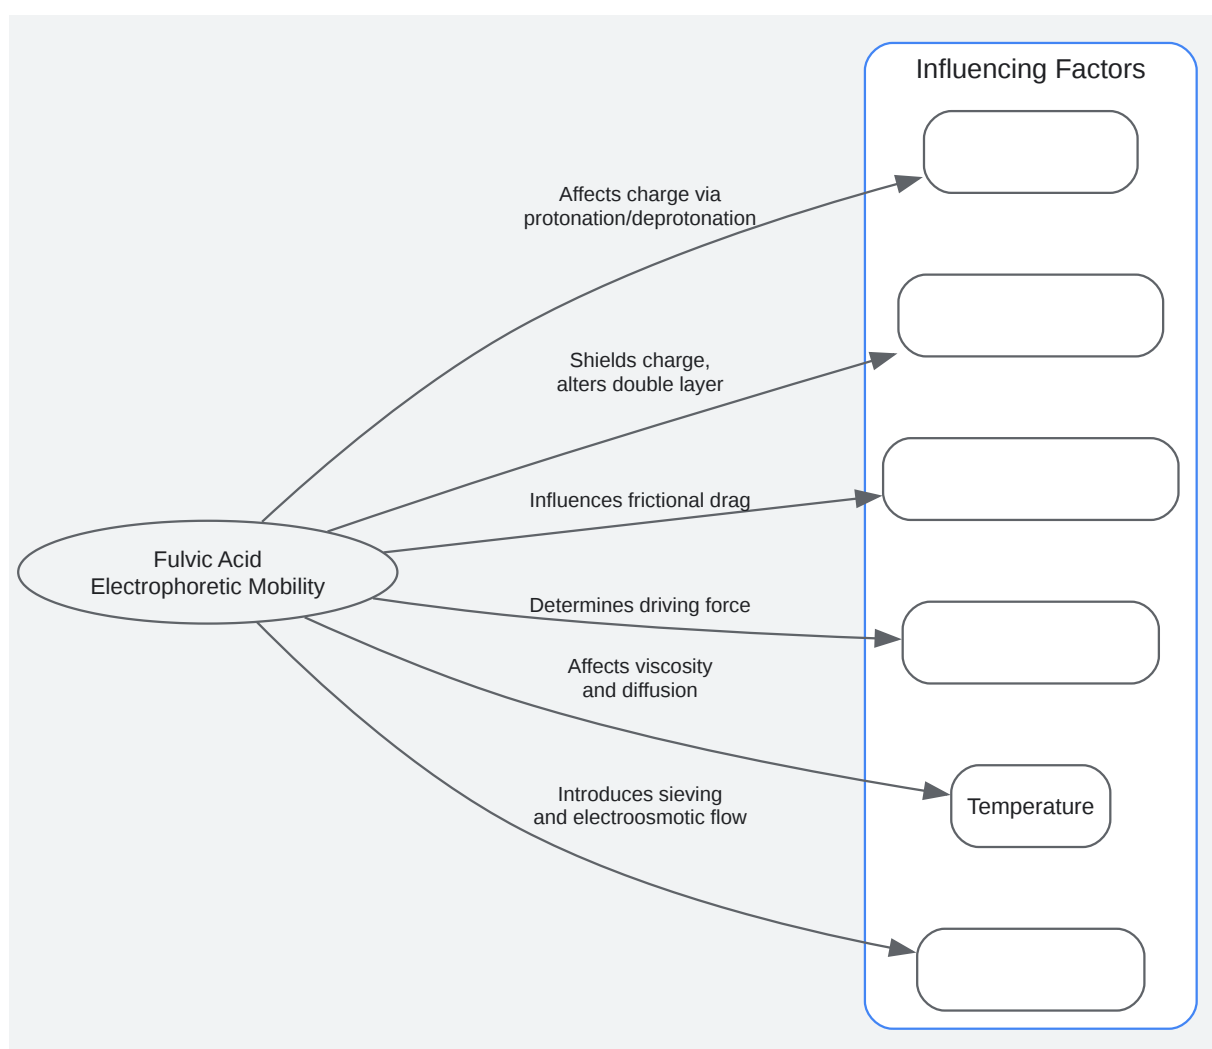 Influencing Factors
Affects charge via
protonation/deprotonation
Shields charge,
alters double layer
Influences frictional drag
Fulvic Acid
Electrophoretic Mobility
Determines driving force
Affects viscosity
and diffusion
Temperature
Introduces sieving
and electroosmotic flow